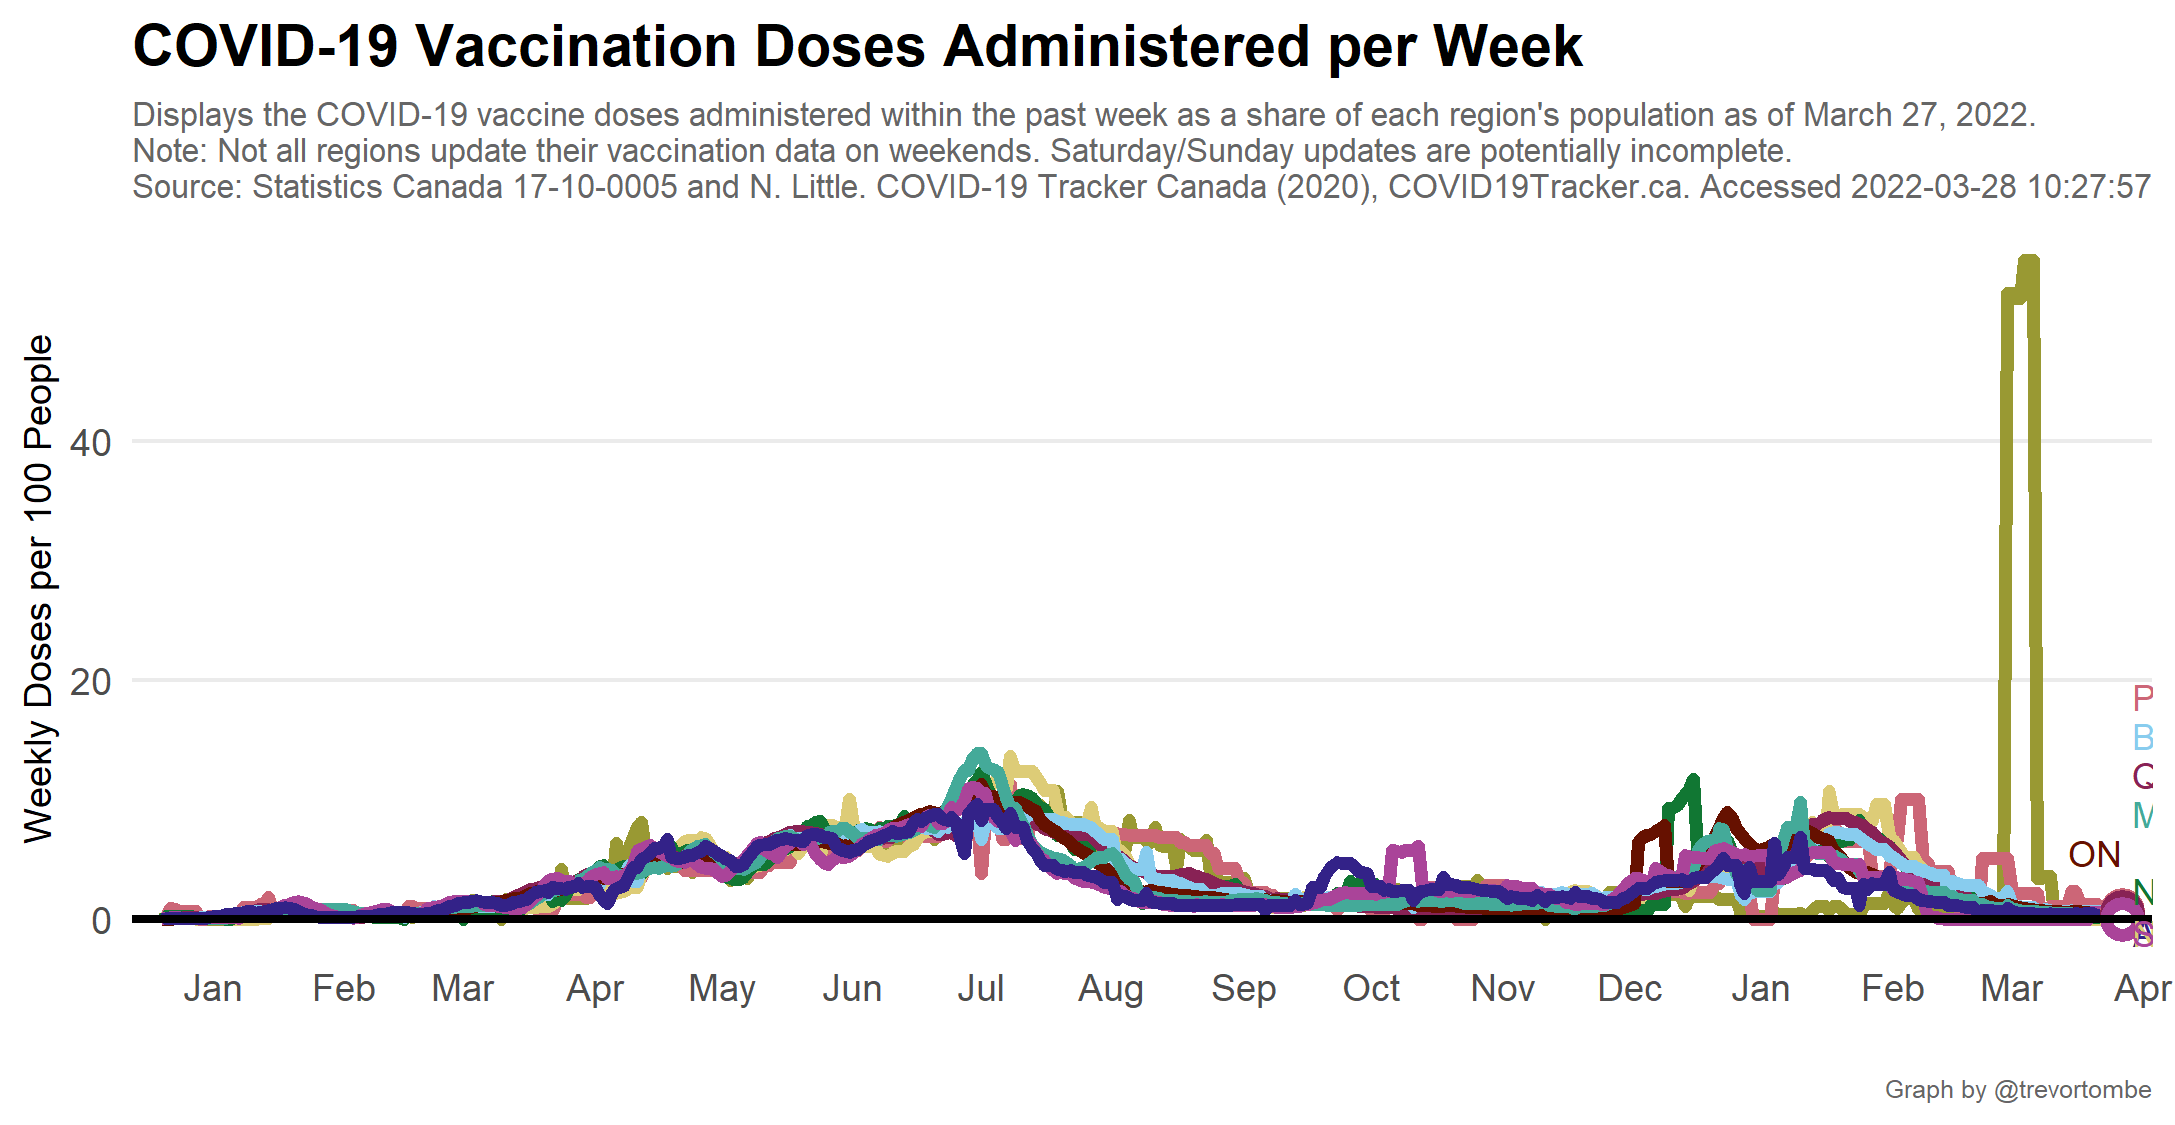 COVID-19 Vaccination Doses Administered per Week
Displays the COVID-19 vaccine doses administered within the past week as a share of each region's population as of March 27, 2022.
Note: Not all regions update their vaccination data on weekends. Saturday/Sunday updates are potentially incomplete.
Source: Statistics Canada 17-10-0005 and N. Little. COVID-19 Tracker Canada (2020), COVID19Tracker.ca. Accessed 2022-03-28 10:27:57
Weekly Doses per 100 People
40
20
0
P
B
Q
M
ON
N
Jan Feb Mar Apr May Jun Jul Aug Sep Oct Nov Dec Jan Feb Mar Apr
Graph by @trevortombe